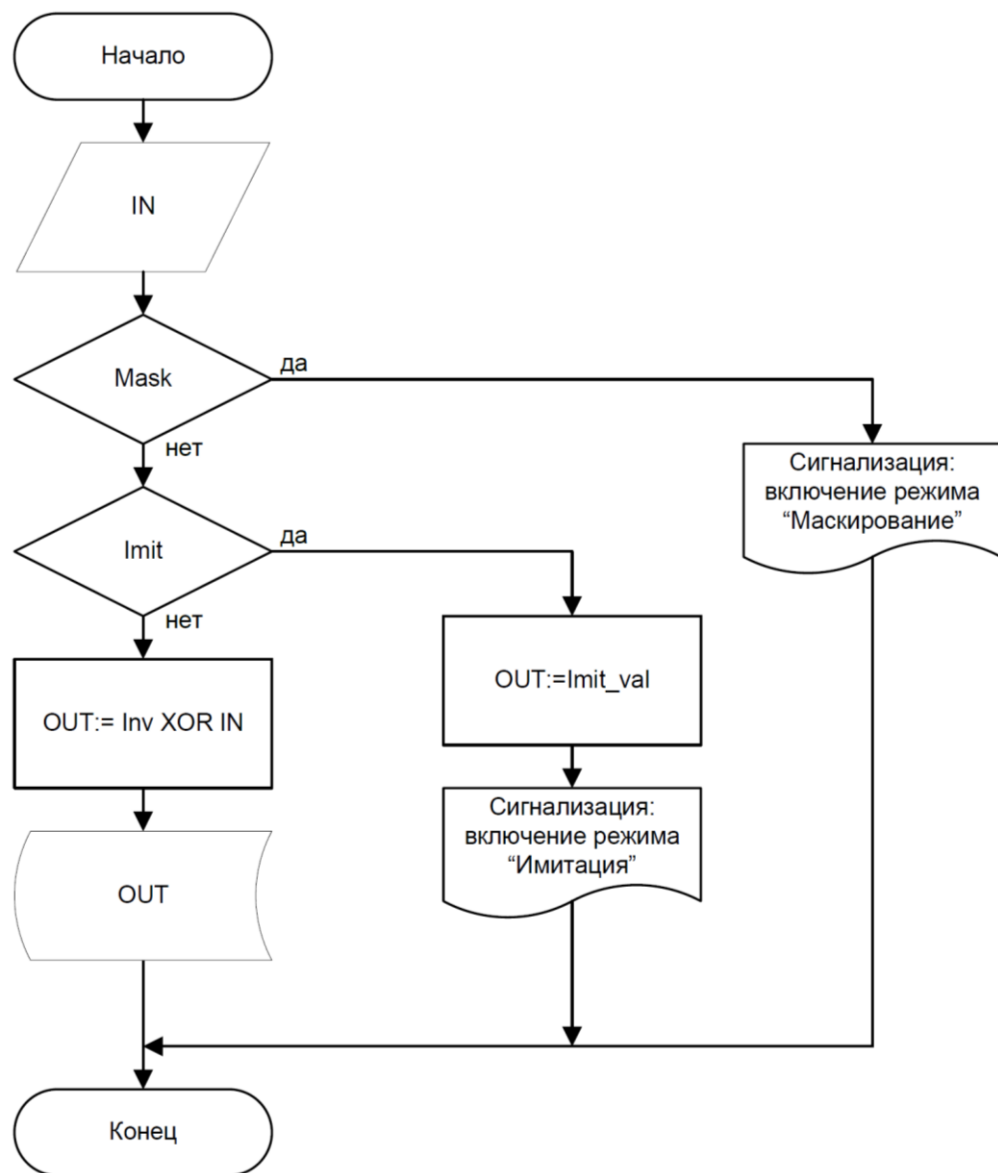 Начало
IN
Mask
да
нет
Сигнализация:
включение режима
“Маскирование”
Imit
да
нет
OUT:= Inv XOR IN
OUT:=Imit_val
Сигнализация:
включение режима
“Имитация”
OUT
Конец